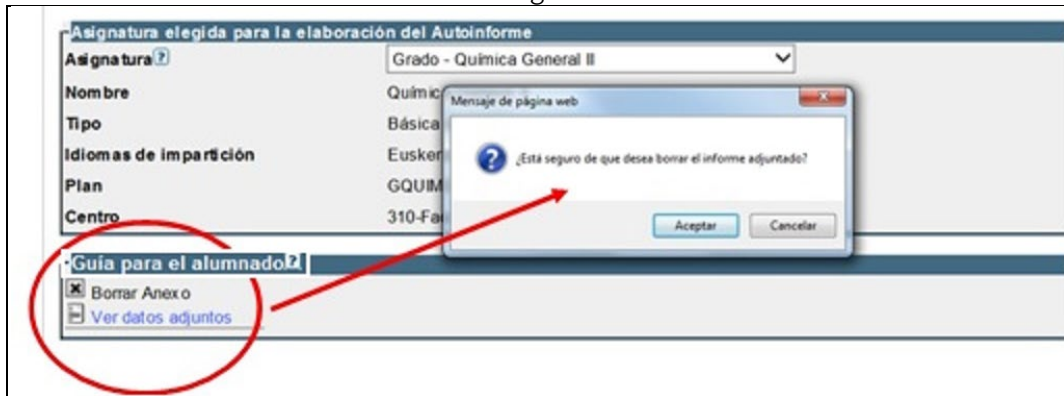 Asignatura elegida para la elaboración del Autoinforme
Asignatura ? Grado - Química General II
Nombre Químic
Tipo Básica
Idiomas de impartición Eusker
Plan GQUIM
Centro 310-Fa
Mensaje de página web
¿Está seguro de que desea borrar el informe adjuntado?
Aceptar Cancelar
Guía para el alumnado ?
Borrar Anexo
Ver datos adjuntos